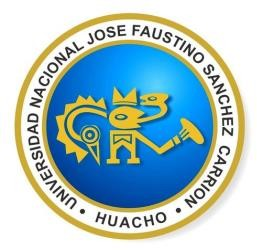 UNIVERSIDAD NACIONAL JOSE FAUSTINO SANCHEZ CARRION
• HUACHO •